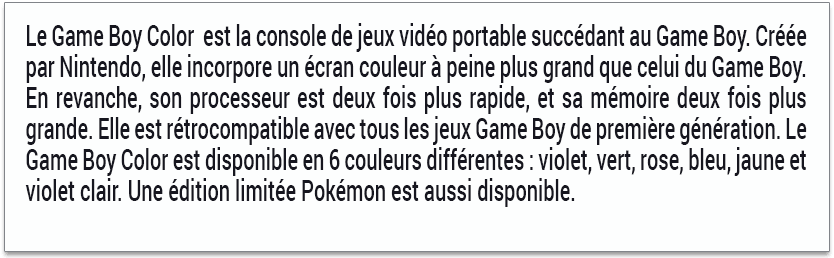 Le Game Boy Color  est la console de jeux vidéo portable succédant au Game Boy. Créée
par Nintendo, elle incorpore un écran couleur à peine plus grand que celui du Game Boy.
En revanche, son processeur est deux fois plus rapide, et sa mémoire deux fois plus
grande. Elle est rétrocompatible avec tous les jeux Game Boy de première génération. Le
Game Boy Color est disponible en 6 couleurs différentes : violet, vert, rose, bleu, jaune et
violet clair. Une édition limitée Pokémon est aussi disponible.